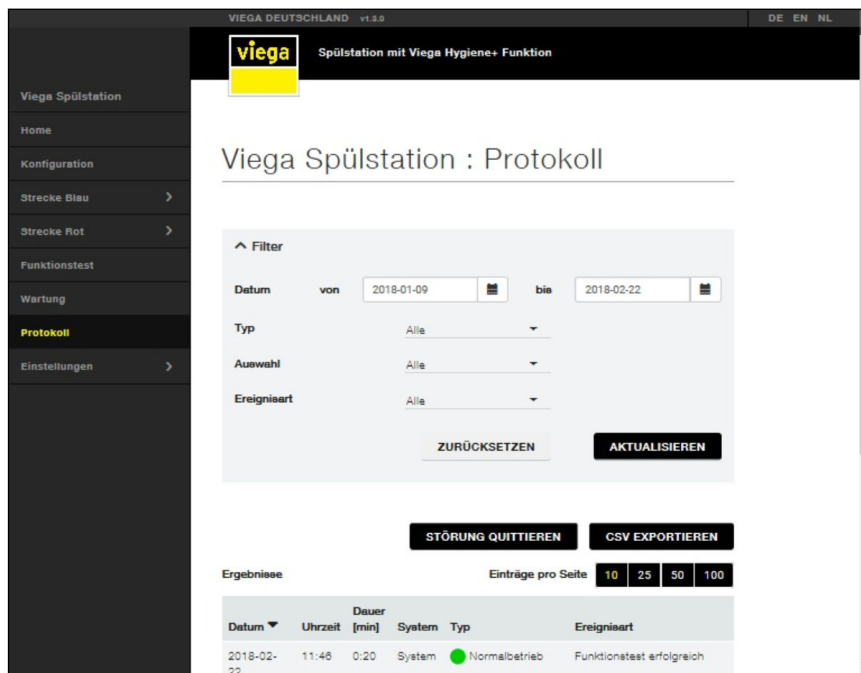 VIEGA DEUTSCHLAND v1.2.0
DE EN NL
viega
Spülstation mit Viega Hygiene+ Funktion
Viega Spülstation
Home
Konfiguration
Strecke Blau
Strecke Rot
Funktionstest
Wartung
Protokoll
Einstellungen
Viega Spülstation : Protokoll
Filter
Datum von 2018-01-09 bis 2018-02-22
Typ Alle
Auswahl Alle
Ereignisart Alle
ZURÜCKSETZEN AKTUALISIEREN
STÖRUNG QUITTIEREN CSV EXPORTIEREN
Ergebnisse Einträge pro Seite 10 25 50 100
Datum Uhrzeit Dauer [min] System Typ Ereignisart
2018-02-22 11:46 0:20 System Normalbetrieb Funktionstest erfolgreich